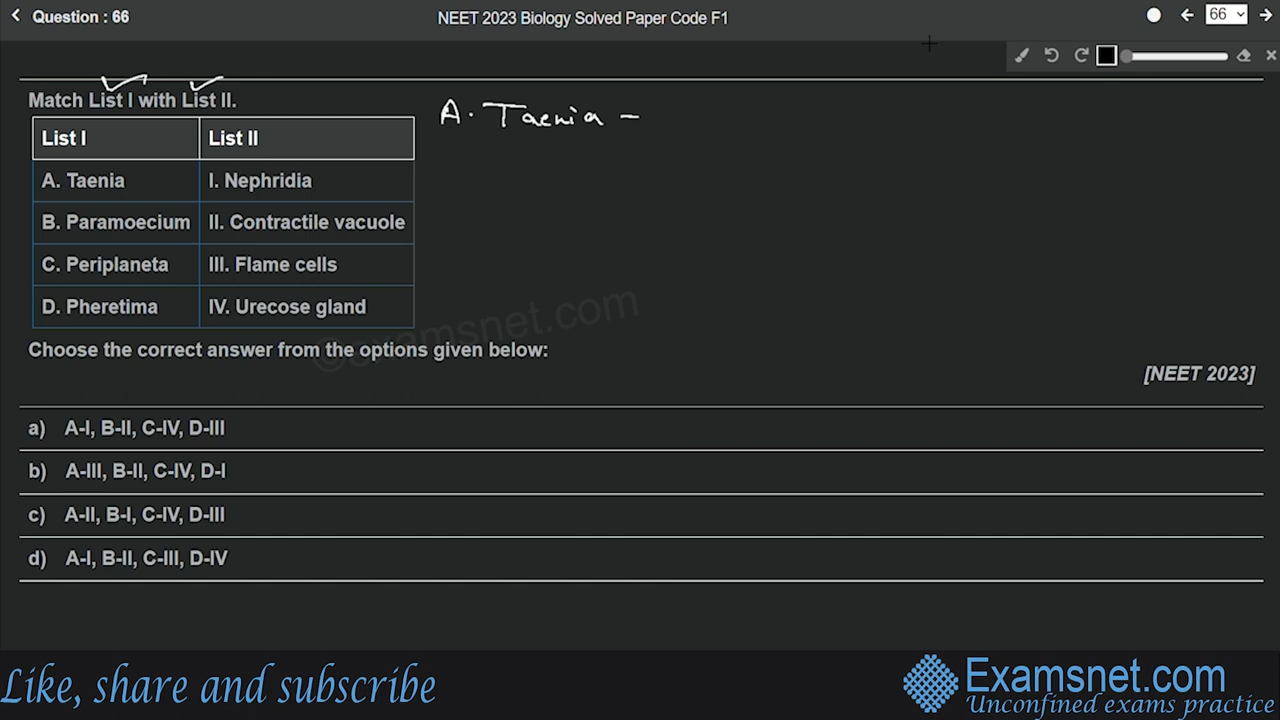 Question : 66
NEET 2023 Biology Solved Paper Code F1
66
Match List I with List II.
A. Taenia -
List I List II
A. Taenia I. Nephridia
B. Paramoecium II. Contractile vacuole
C. Periplaneta III. Flame cells
D. Pheretima IV. Urecose gland
©examsnet.com
Choose the correct answer from the options given below:
[NEET 2023]
a) A-I, B-II, C-IV, D-III
b) A-III, B-II, C-IV, D-I
c) A-II, B-I, C-IV, D-III
d) A-I, B-II, C-III, D-IV
Like, share and subscribe
Examsnet.com
Unconfined exams practice